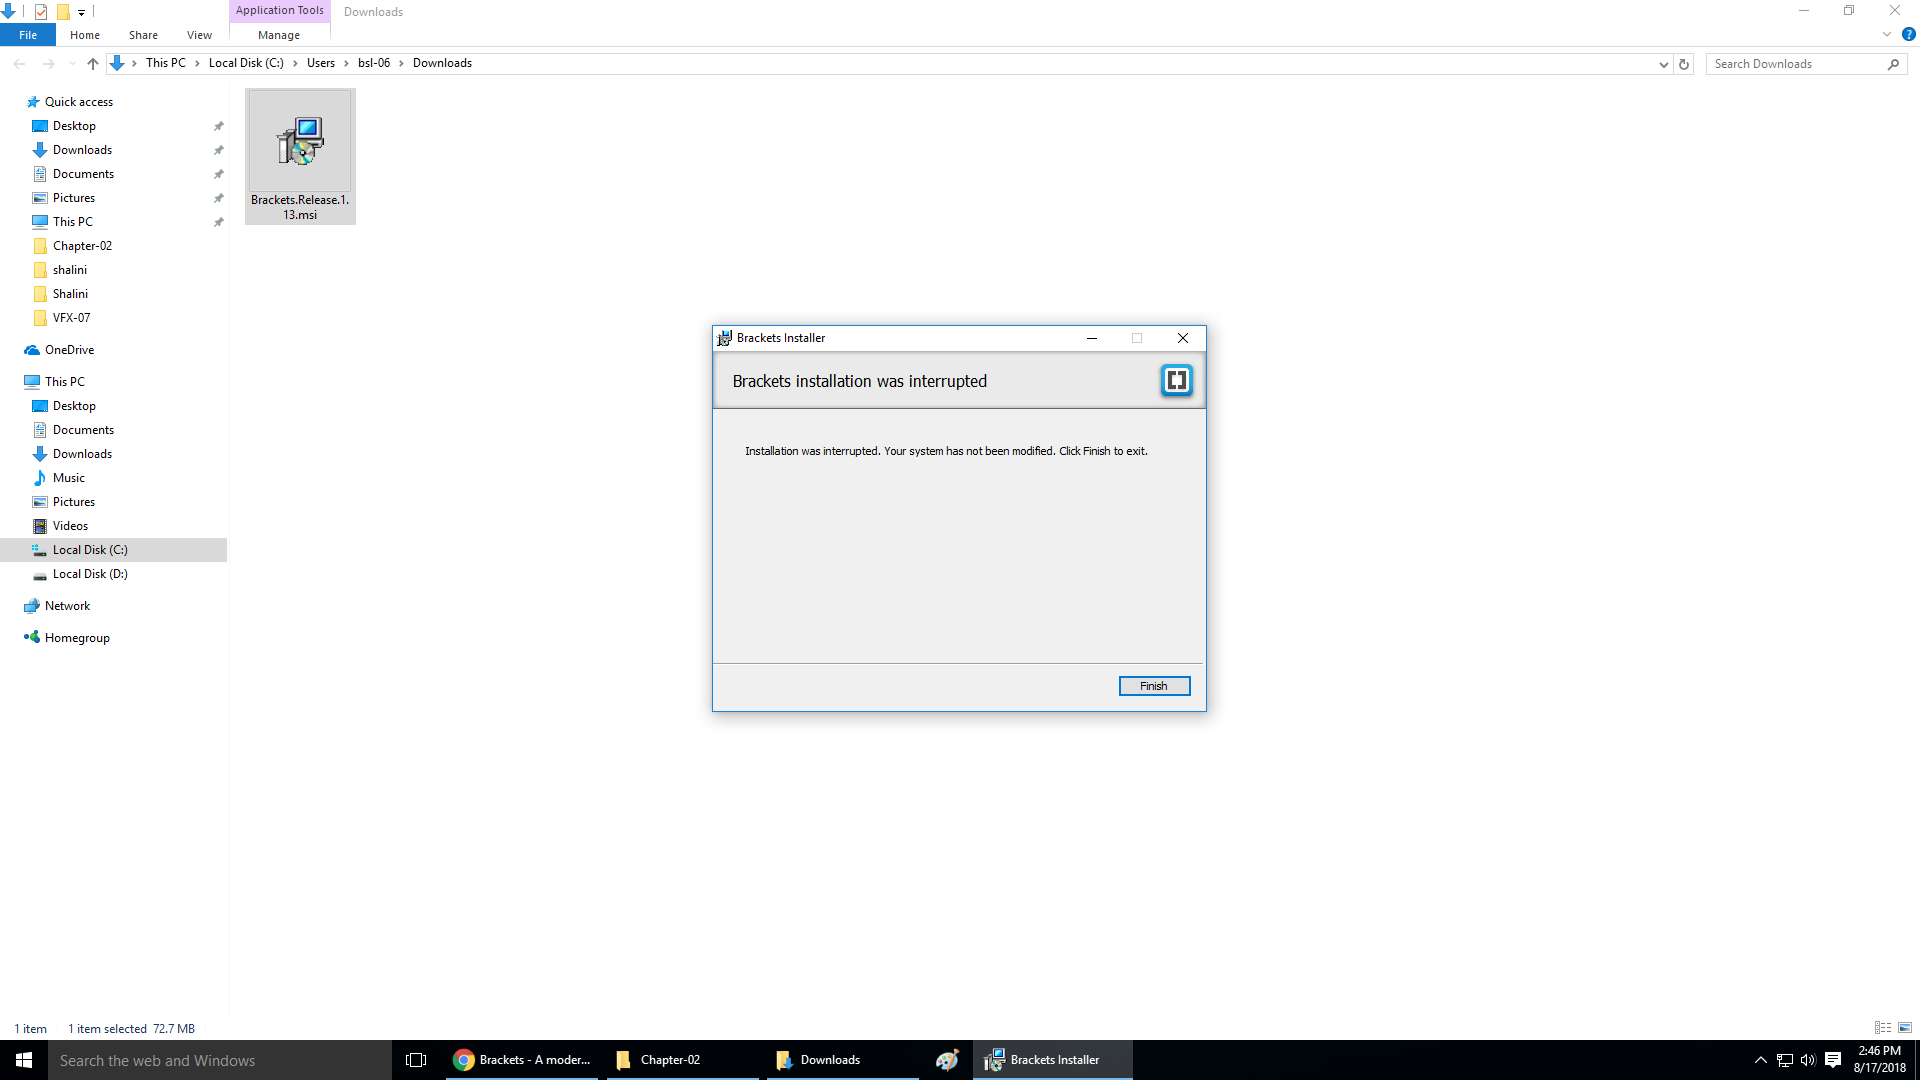 Application Tools
Downloads
File
Home
Share
View
Manage
?
This PC
Local Disk (C:)
Users
bsl-06
Downloads
Search Downloads
Quick access
Desktop
Downloads
Documents
Pictures
This PC
Chapter-02
shalini
Shalini
VFX-07
OneDrive
This PC
Desktop
Documents
Downloads
Music
Pictures
Videos
Local Disk (C:)
Local Disk (D:)
Network
Homegroup
Brackets.Release.1.
13.msi
Brackets Installer
Brackets installation was interrupted
Installation was interrupted. Your system has not been modified. Click Finish to exit.
Finish
1 item
1 item selected 72.7 MB
Search the web and Windows
Brackets - A moder...
Chapter-02
Downloads
Brackets Installer
2:46 PM
8/17/2018